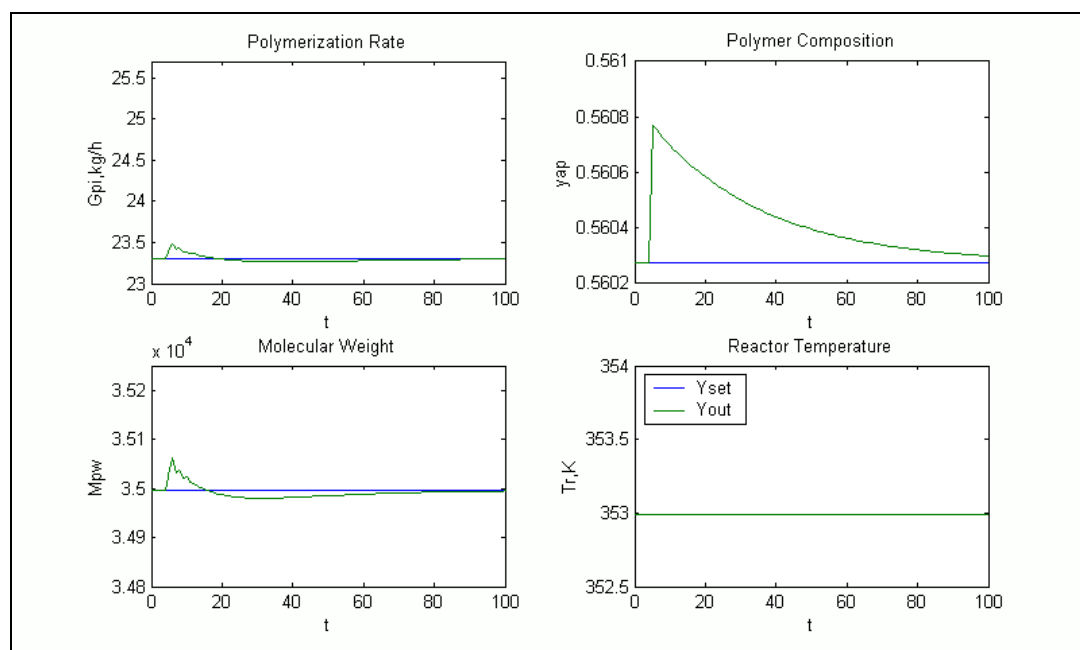 Polymerization Rate
25.5
25
24.5
24
23.5
23
Gpi,kg/h
0 20 40 60 80 100
t
Polymer Composition
0.561
0.5608
0.5606
0.5604
0.5602
yap
0 20 40 60 80 100
t
x 10^4
Molecular Weight
3.52
3.51
3.5
3.49
3.48
Mpw
0 20 40 60 80 100
t
Reactor Temperature
354
353.5
353
352.5
Tr,K
Yset
Yout
0 20 40 60 80 100
t